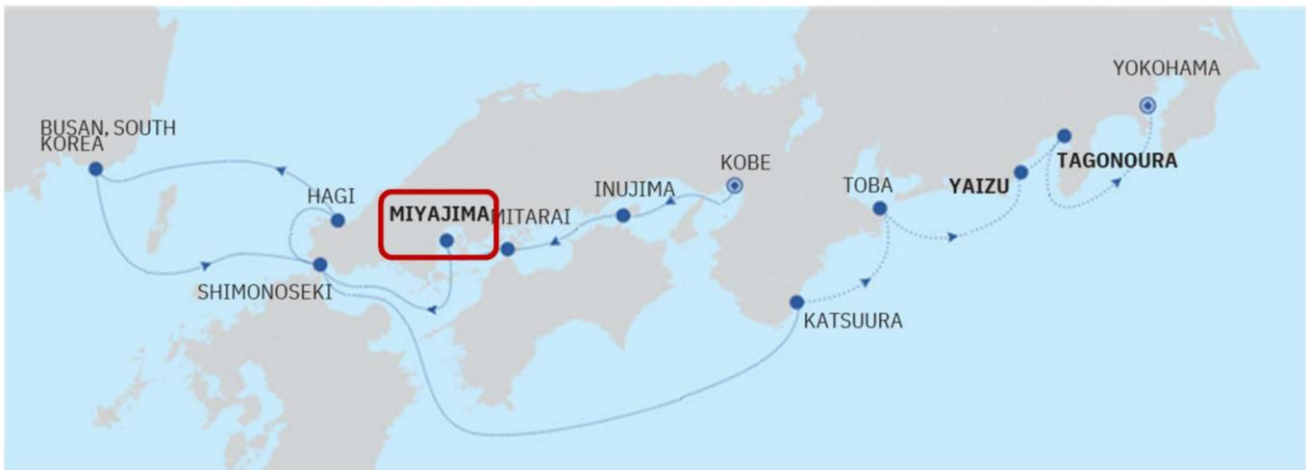 YOKOHAMA
BUSAN, SOUTH
KOREA
TAGONOURA
KOBE
HAGI
MIYAJIMA
MITARAI
INUJIMA
TOBA
YAIZU
SHIMONOSEKI
KATSUURA